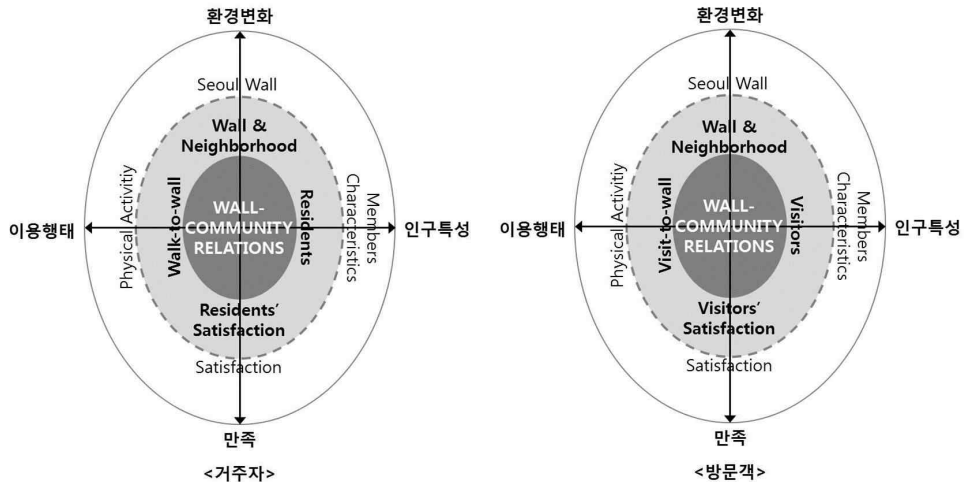 환경변화
Seoul Wall
Wall &
Neighborhood
Physical Activitiy
Walk-to-wall
WALL-
COMMUNITY
RELATIONS
Residents
Members
Characteristics
이용행태
인구특성
Residents’
Satisfaction
Satisfaction
만족
<거주자>
환경변화
Seoul Wall
Wall &
Neighborhood
Physical Activitiy
Visit-to-wall
WALL-
COMMUNITY
RELATIONS
Visitors
Members
Characteristics
이용행태
인구특성
Visitors’
Satisfaction
Satisfaction
만족
<방문객>